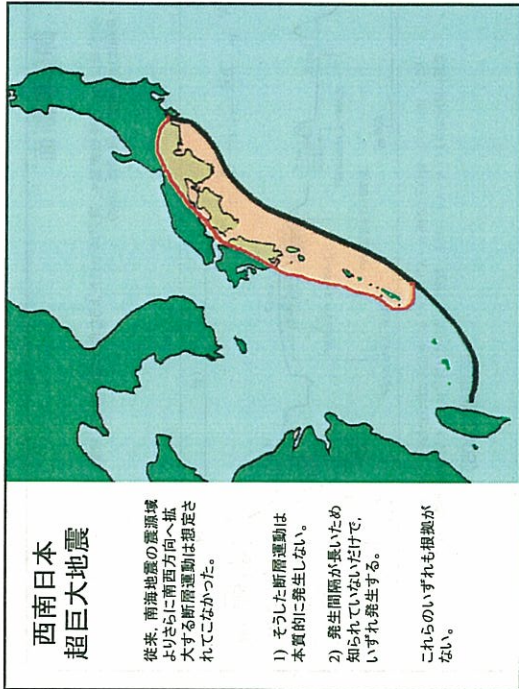 西南日本
超巨大地震
従来，南海地震の震源域
よりさらに南西方向へ拡
大する断層運動は想定さ
れてこなかった。
1) そうした断層運動は
本質的に発生しない。
2) 発生間隔が長いため
知られていないだけで，
いずれ発生する。
これらのいずれも根拠が
ない。